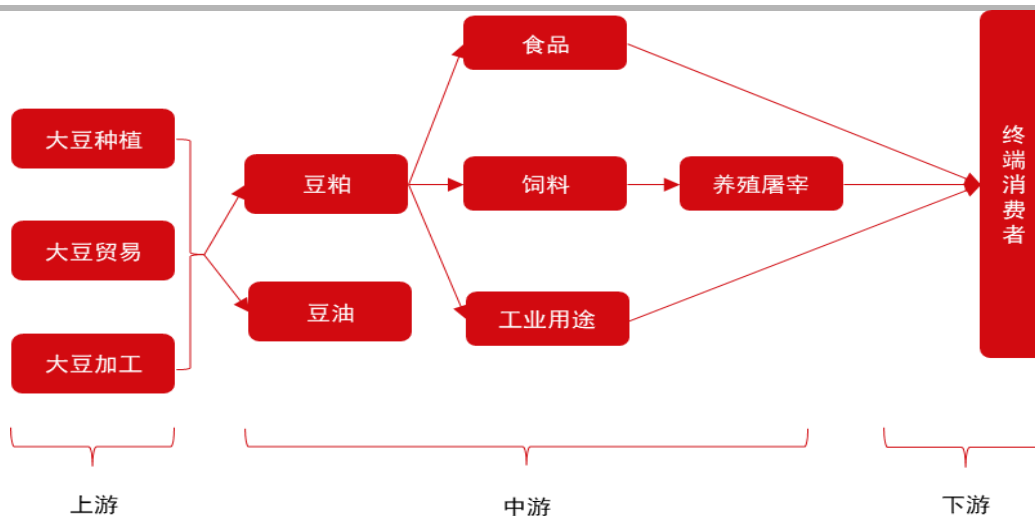 食品
大豆种植
大豆贸易
大豆加工
豆粕
豆油
饲料
养殖屠宰
工业用途
终端消费者
上游
中游
下游